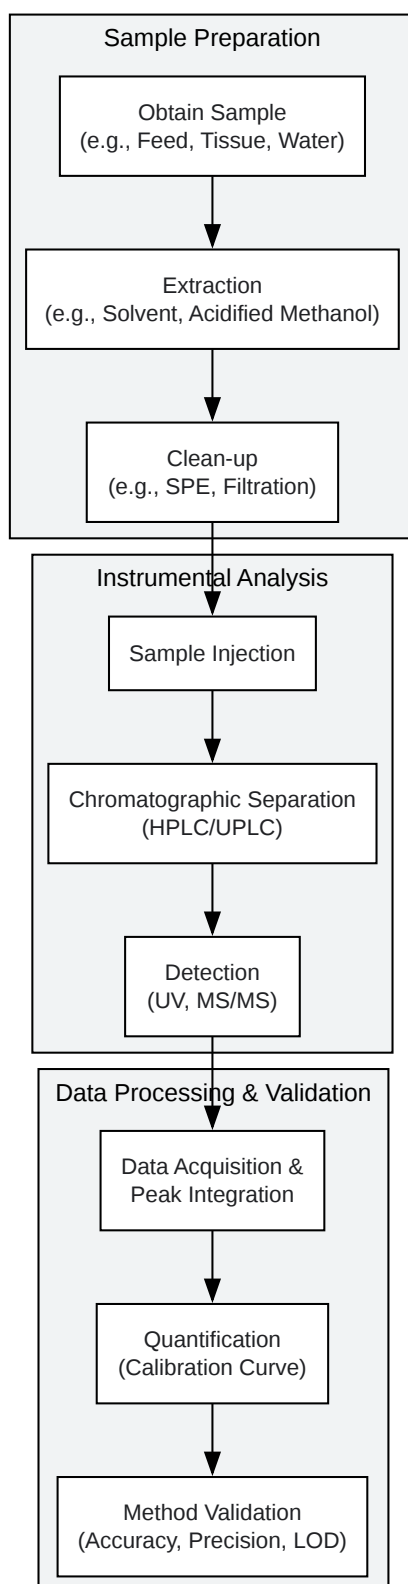 Sample Preparation
Obtain Sample
(e.g., Feed, Tissue, Water)
Extraction
(e.g., Solvent, Acidified Methanol)
Clean-up
(e.g., SPE, Filtration)
Instrumental Analysis
Sample Injection
Chromatographic Separation
(HPLC/UPLC)
Detection
(UV, MS/MS)
Data Processing & Validation
Data Acquisition &
Peak Integration
Quantification
(Calibration Curve)
Method Validation
(Accuracy, Precision, LOD)